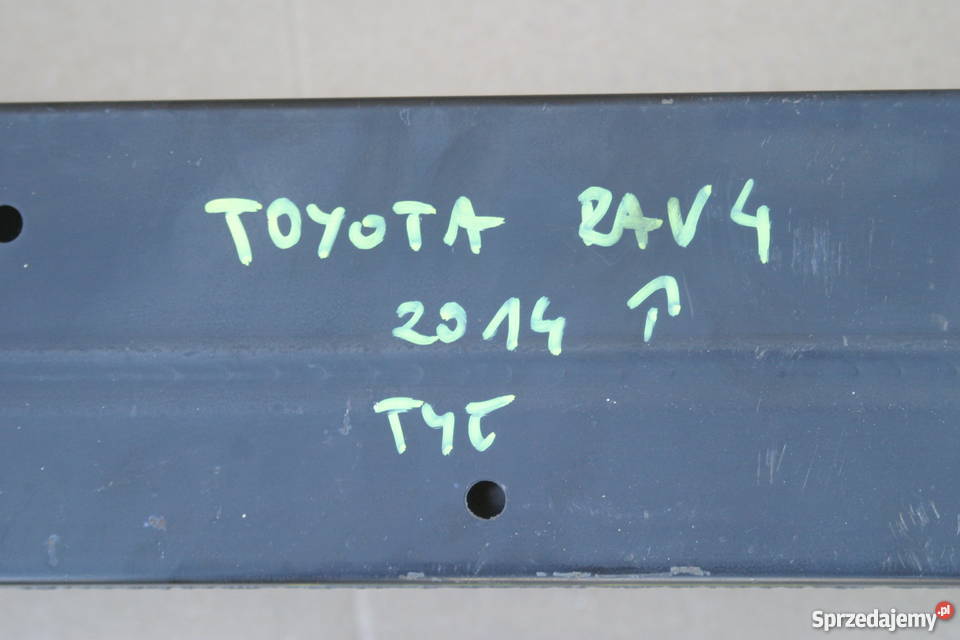 TOYOTA RAV4
2014 ↑
TYŁ
Sprzedajemy.pl